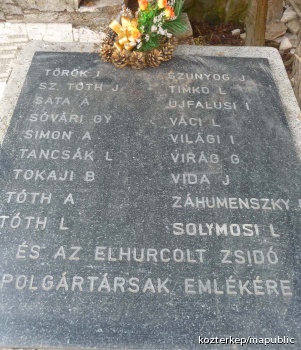 TÖRÖK I
SZ. TÓTH J
SATA A
SÓVÁRI GY
SIMON A
TANCSÁK L
TOKAJI B
TÓTH A
TÓTH L
SZUNYOG J
TIMKÓ L
UJFALUSI I
VÁCI L
VILÁGI I
VIRÁG G
VIDA J
ZÁHUMENSZKY
SOLYMOSI L
ÉS AZ ELHURCOLT ZSIDÓ
POLGÁRTÁRSAK EMLÉKÉRE
kozterkep/mapublic